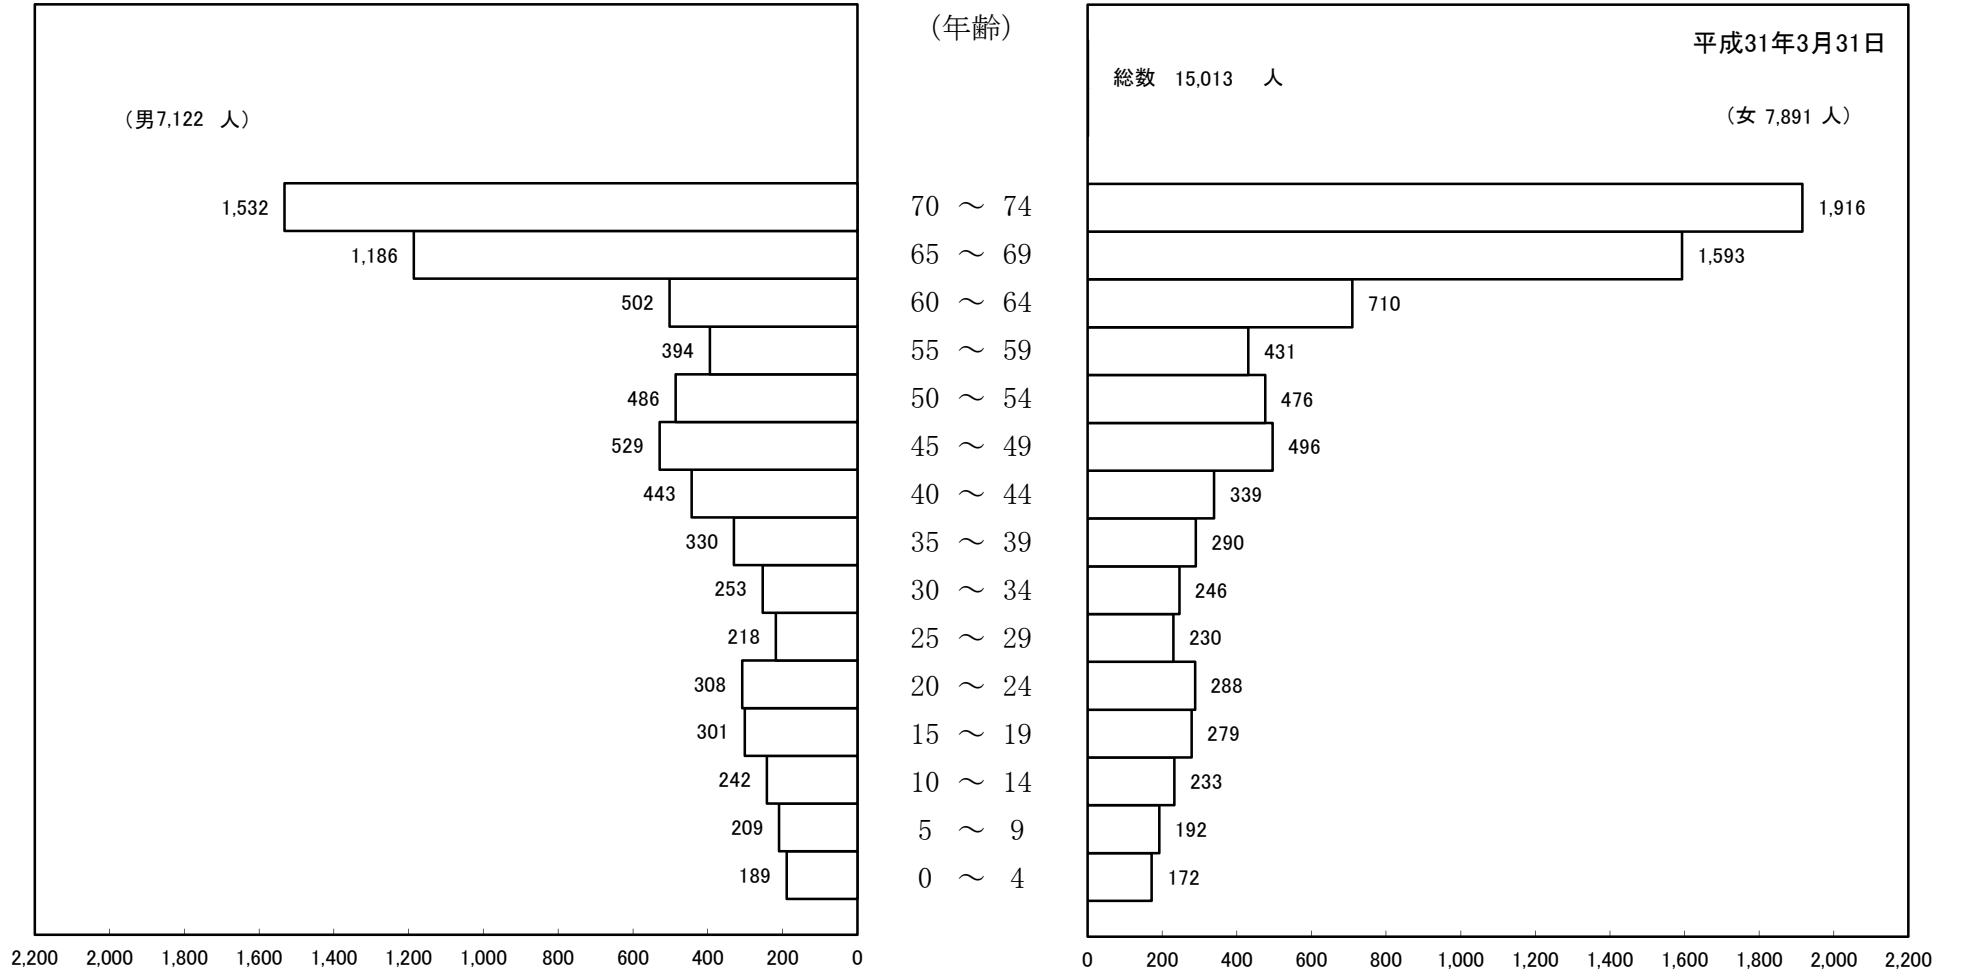 （年齢）
平成31年3月31日
総数 15,013 人
（男7,122 人）
（女 7,891 人）
1,532 70 ～ 74 1,916
1,186 65 ～ 69 1,593
502 60 ～ 64 710
394 55 ～ 59 431
486 50 ～ 54 476
529 45 ～ 49 496
443 40 ～ 44 339
330 35 ～ 39 290
253 30 ～ 34 246
218 25 ～ 29 230
308 20 ～ 24 288
301 15 ～ 19 279
242 10 ～ 14 233
209 5 ～ 9 192
189 0 ～ 4 172
2,200 2,000 1,800 1,600 1,400 1,200 1,000 800 600 400 200 0
0 200 400 600 800 1,000 1,200 1,400 1,600 1,800 2,000 2,200